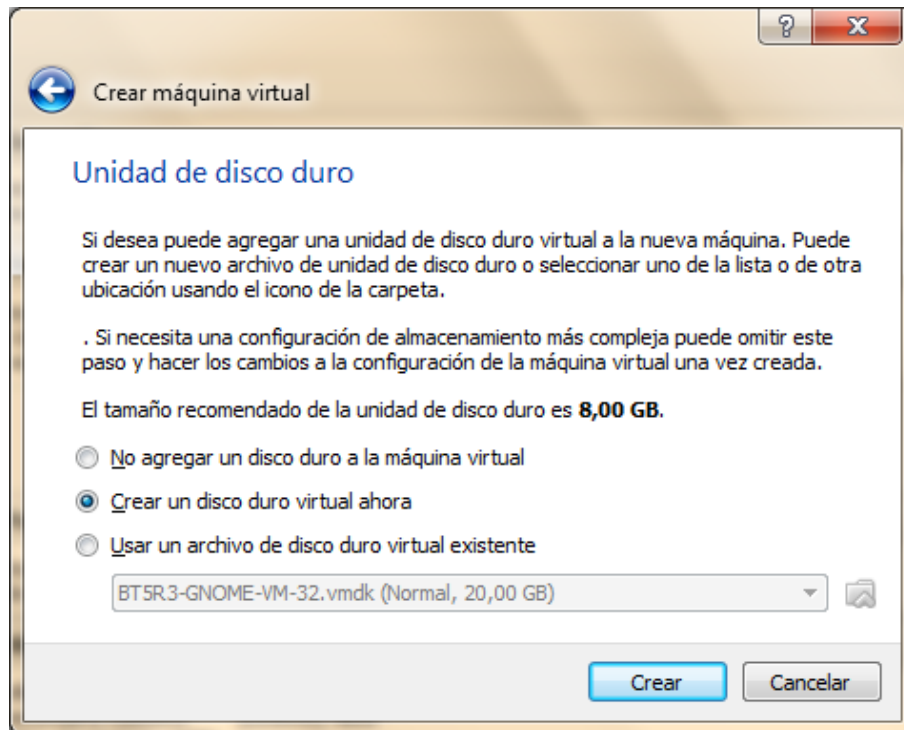 Crear máquina virtual
Unidad de disco duro
Si desea puede agregar una unidad de disco duro virtual a la nueva máquina. Puede
crear un nuevo archivo de unidad de disco duro o seleccionar uno de la lista o de otra
ubicación usando el icono de la carpeta.
. Si necesita una configuración de almacenamiento más compleja puede omitir este
paso y hacer los cambios a la configuración de la máquina virtual una vez creada.
El tamaño recomendado de la unidad de disco duro es 8,00 GB.
No agregar un disco duro a la máquina virtual
Crear un disco duro virtual ahora
Usar un archivo de disco duro virtual existente
BT5R3-GNOME-VM-32.vmdk (Normal, 20,00 GB)
Crear Cancelar